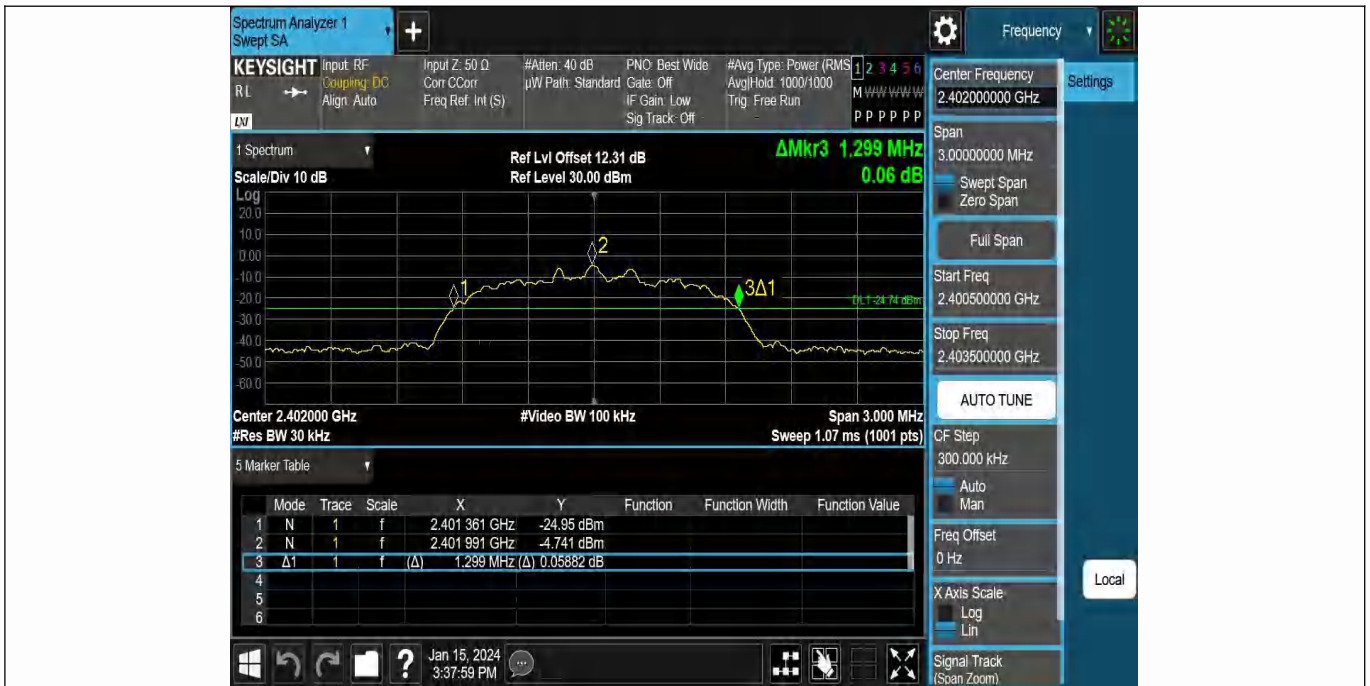 Spectrum Analyzer 1
Swept SA
Frequency
KEYSIGHT
RL
LXI
Input: RF
Coupling: DC
Align: Auto
Input Z: 50 Ω
Corr CCorr
Freq Ref: Int (S)
#Atten: 40 dB
µW Path: Standard
PNO: Best Wide
Gate: Off
IF Gain: Low
Sig Track: Off
#Avg Type: Power (RMS
Avg|Hold: 1000/1000
Trig: Free Run
1 2 3 4 5 6
M W W W W W
P P P P P P
1 Spectrum
Scale/Div 10 dB
Ref Lvl Offset 12.31 dB
Ref Level 30.00 dBm
ΔMkr3 1.299 MHz
0.06 dB
Log
20.0
10.0
0.00
-10.0
-20.0
-30.0
-40.0
-50.0
-60.0
1
2
3Δ1
DL1 -24.74 dBm
Center 2.402000 GHz
#Video BW 100 kHz
Span 3.000 MHz
#Res BW 30 kHz
Sweep 1.07 ms (1001 pts)
5 Marker Table
Mode Trace Scale X Y Function Function Width Function Value
1 N 1 f 2.401 361 GHz -24.95 dBm
2 N 1 f 2.401 991 GHz -4.741 dBm
3 Δ1 1 f (Δ) 1.299 MHz (Δ) 0.05882 dB
4
5
6
Jan 15, 2024
3:37:59 PM
Center Frequency
2.402000000 GHz
Settings
Span
3.00000000 MHz
Swept Span
Zero Span
Full Span
Start Freq
2.400500000 GHz
Stop Freq
2.403500000 GHz
AUTO TUNE
CF Step
300.000 kHz
Auto
Man
Freq Offset
0 Hz
X Axis Scale
Log
Lin
Signal Track
(Span Zoom)
Local